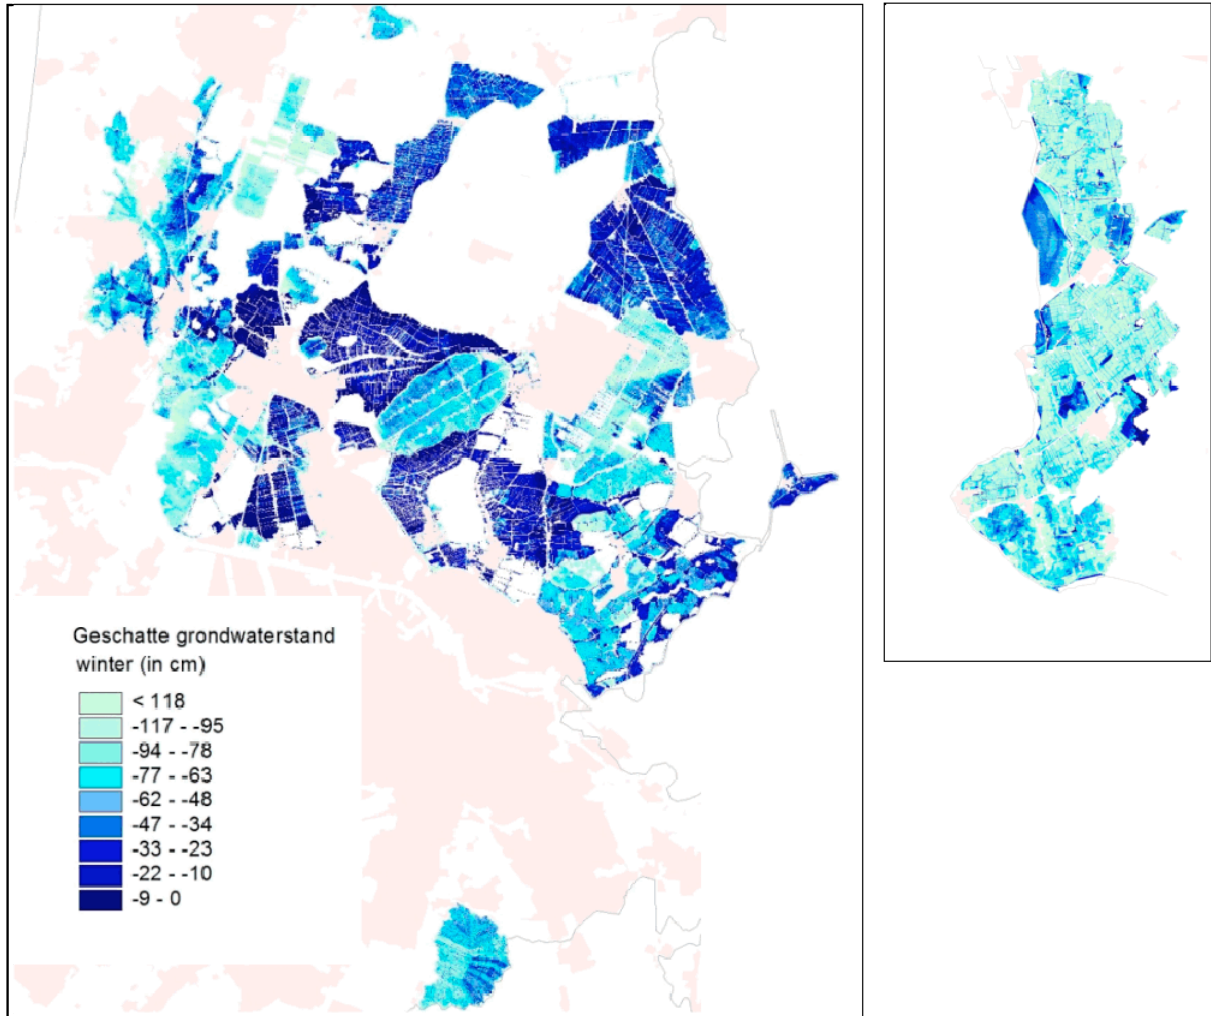 Geschatte grondwaterstand
winter (in cm)
< 118
-117 - -95
-94 - -78
-77 - -63
-62 - -48
-47 - -34
-33 - -23
-22 - -10
-9 - 0